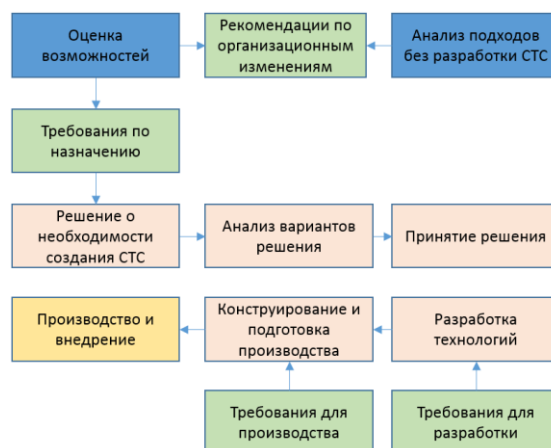 Оценка
возможностей
Рекомендации по
организационным
изменениям
Анализ подходов
без разработки СТС
Требования по
назначению
Решение о
необходимости
создания СТС
Анализ вариантов
решения
Принятие решения
Производство и
внедрение
Конструирование и
подготовка
производства
Разработка
технологий
Требования для
производства
Требования для
разработки